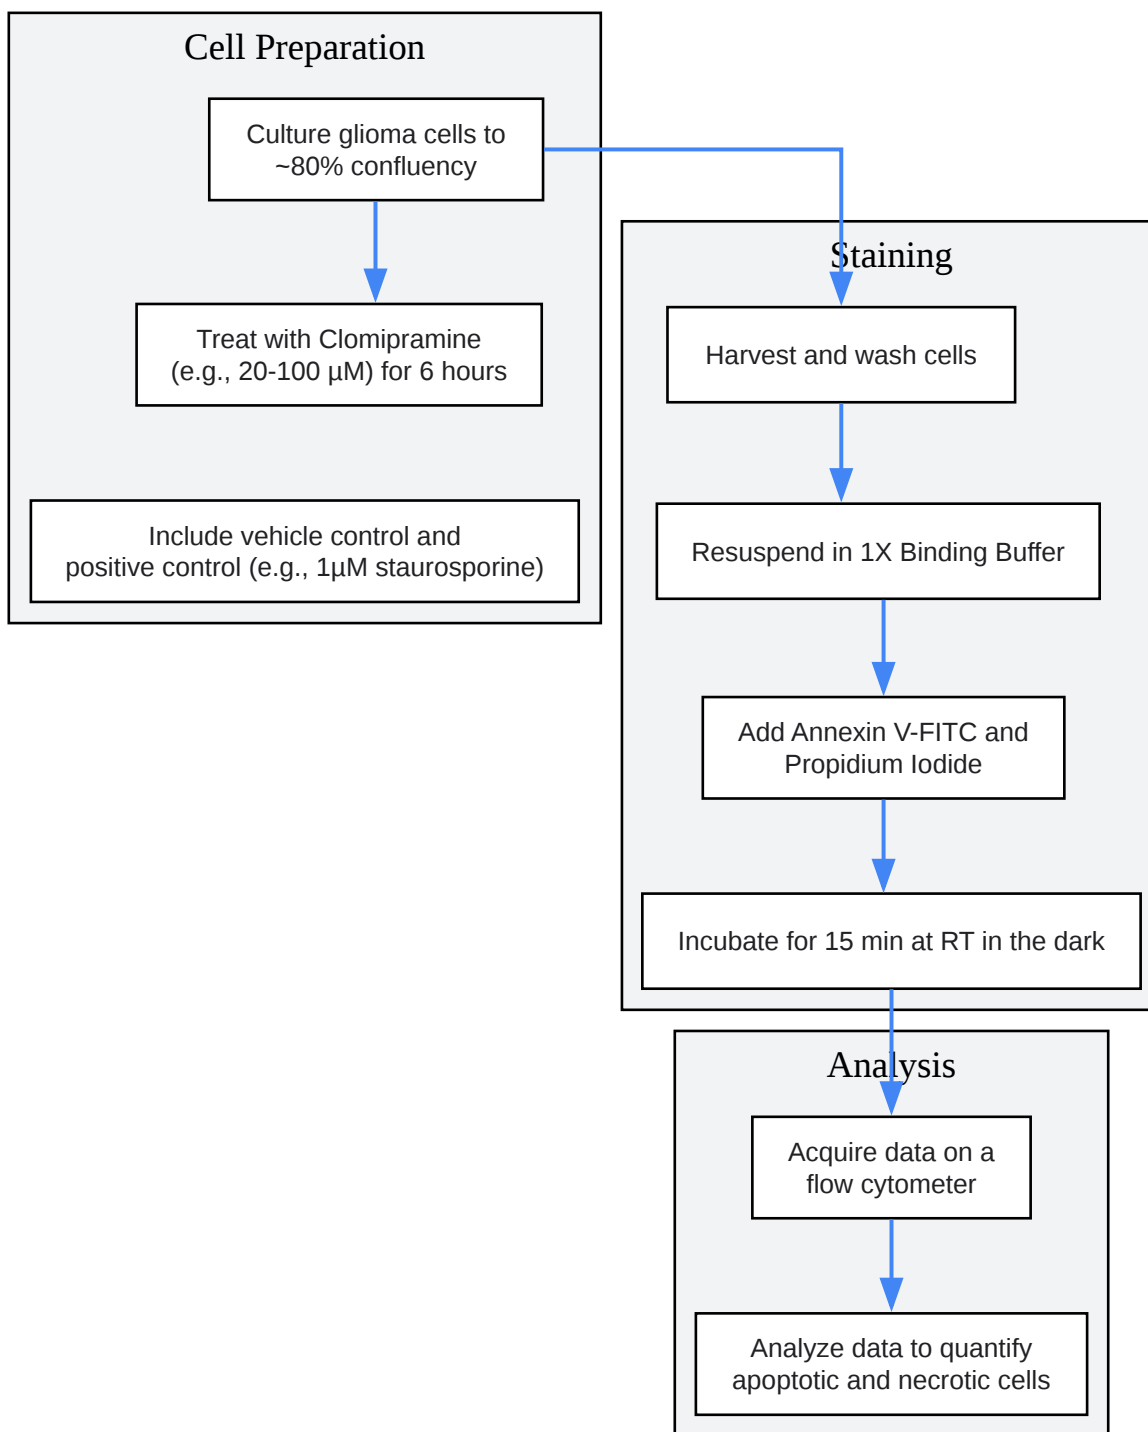 Cell Preparation
Culture glioma cells to
~80% confluency
Treat with Clomipramine
(e.g., 20-100 µM) for 6 hours
Include vehicle control and
positive control (e.g., 1µM staurosporine)
Staining
Harvest and wash cells
Resuspend in 1X Binding Buffer
Add Annexin V-FITC and
Propidium Iodide
Incubate for 15 min at RT in the dark
Analysis
Acquire data on a
flow cytometer
Analyze data to quantify
apoptotic and necrotic cells